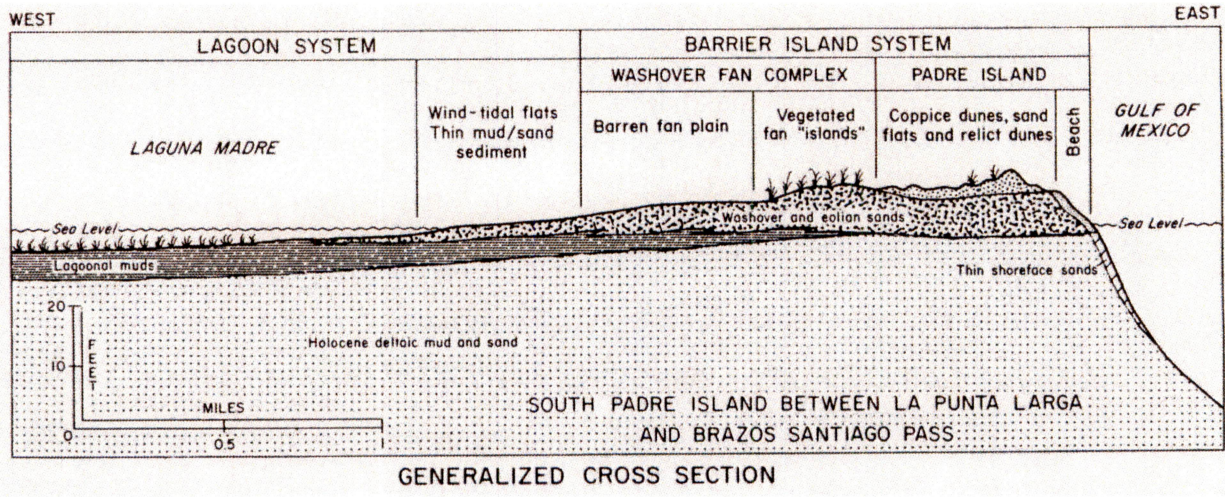 WEST
EAST
LAGOON SYSTEM
BARRIER ISLAND SYSTEM
WASHOVER FAN COMPLEX
PADRE ISLAND
LAGUNA MADRE
Wind-tidal flats
Thin mud/sand
sediment
Barren fan plain
Vegetated
fan "islands"
Coppice dunes, sand
flats and relict dunes
Beach
GULF OF
MEXICO
Sea Level
Washover and eolian sands
Sea Level
Lagoonal muds
Thin shoreface sands
20
10
0
FEET
Holocene deltaic mud and sand
MILES
0.5
1
SOUTH PADRE ISLAND BETWEEN LA PUNTA LARGA
AND BRAZOS SANTIAGO PASS
GENERALIZED CROSS SECTION